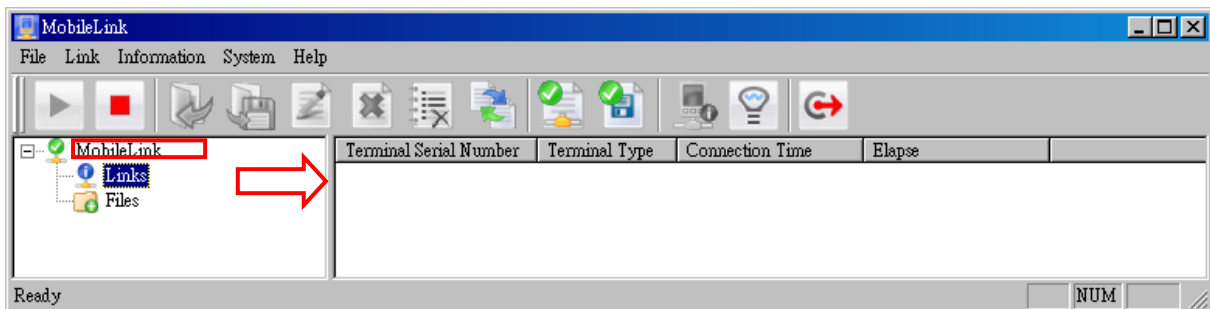 MobileLink
File Link Information System Help
MobileLink
Links
Files
Terminal Serial Number Terminal Type Connection Time Elapse
Ready NUM